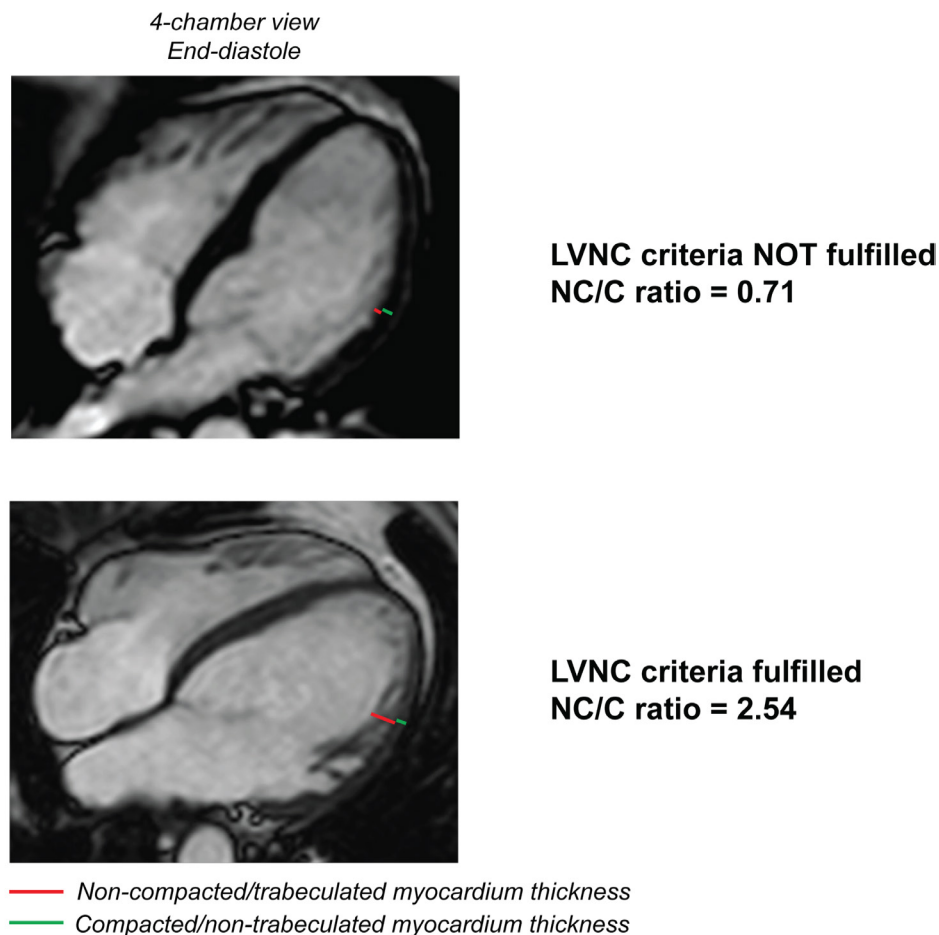 4-chamber view
End-diastole
LVNC criteria NOT fulfilled
NC/C ratio = 0.71
LVNC criteria fulfilled
NC/C ratio = 2.54
Non-compacted/trabeculated myocardium thickness
Compacted/non-trabeculated myocardium thickness